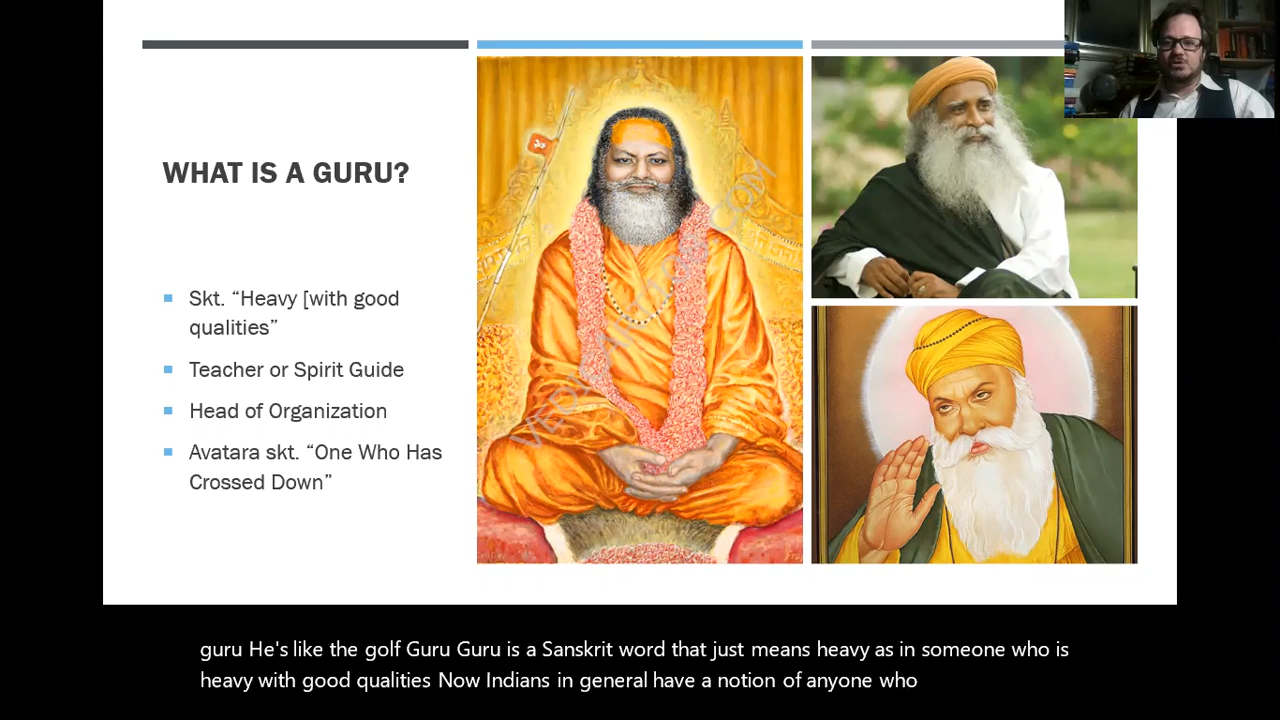 WHAT IS A GURU?
Skt. “Heavy [with good
qualities”
Teacher or Spirit Guide
Head of Organization
Avatara skt. “One Who Has
Crossed Down”
guru He's like the golf Guru Guru is a Sanskrit word that just means heavy as in someone who is
heavy with good qualities Now Indians in general have a notion of anyone who